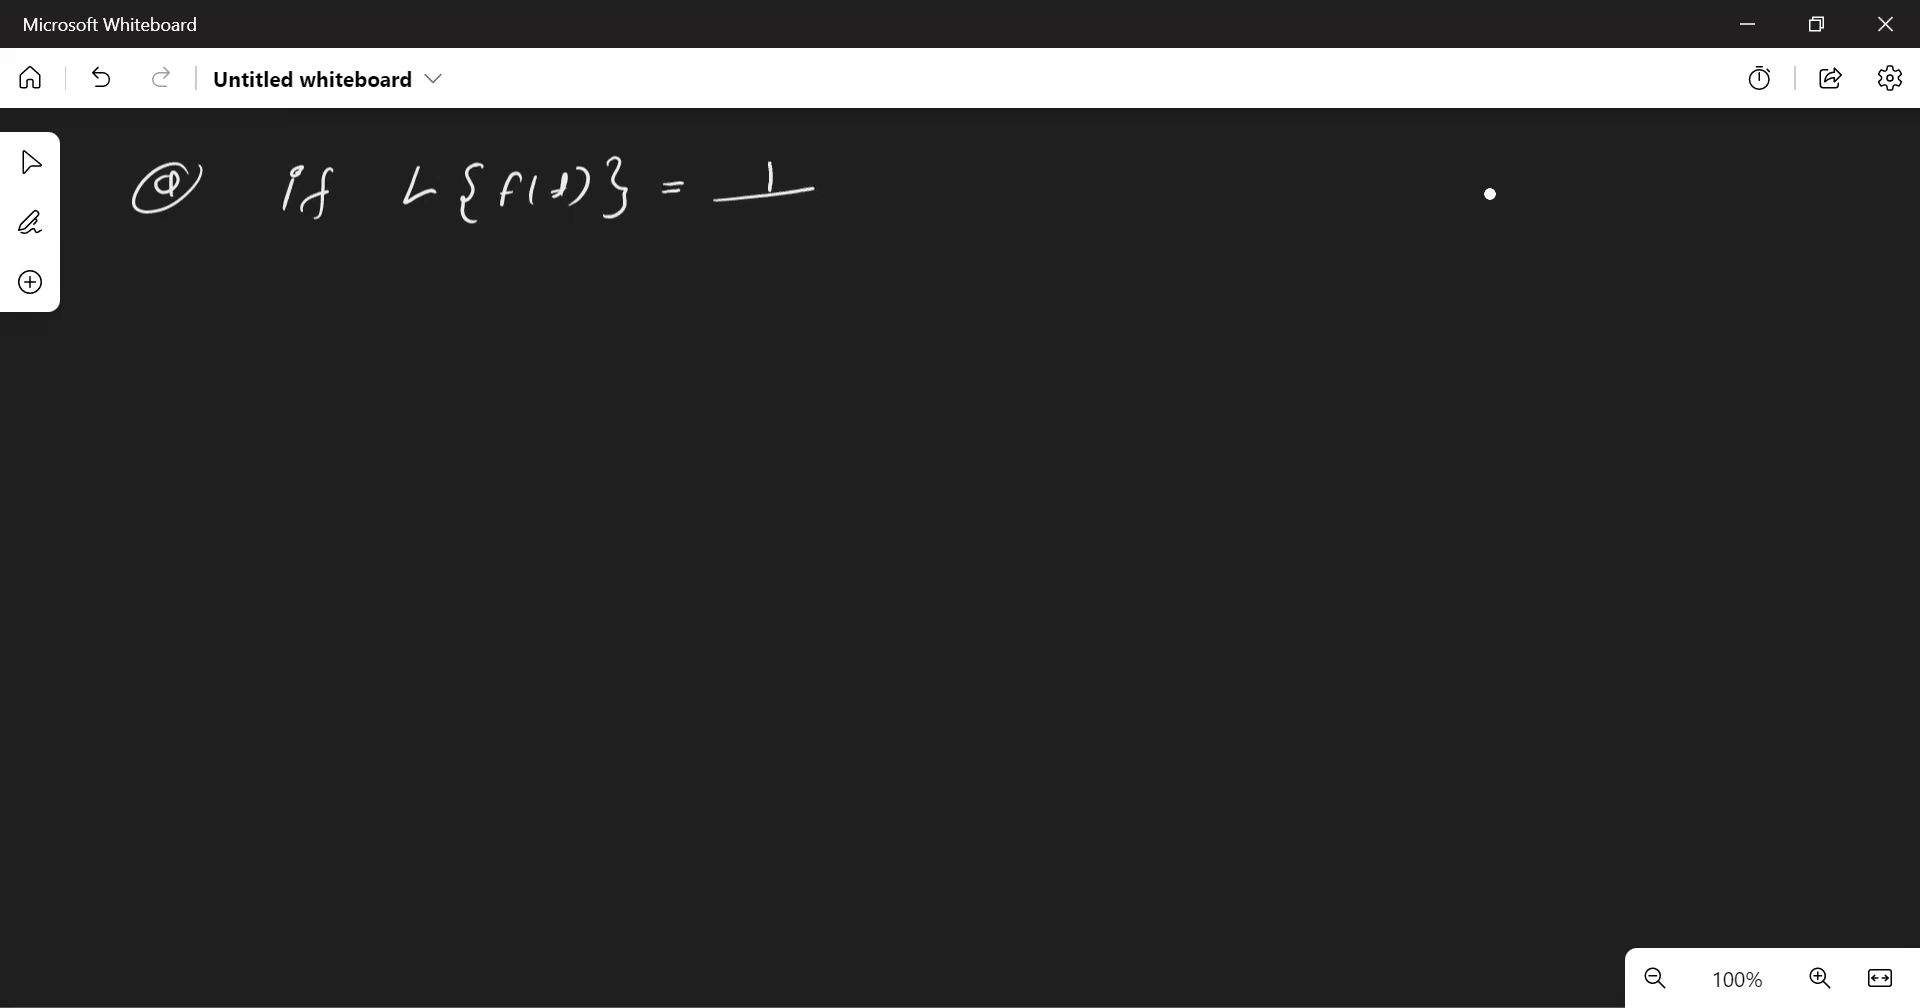 Microsoft Whiteboard
Untitled whiteboard
Q if L{f(t)} = 1/
100%